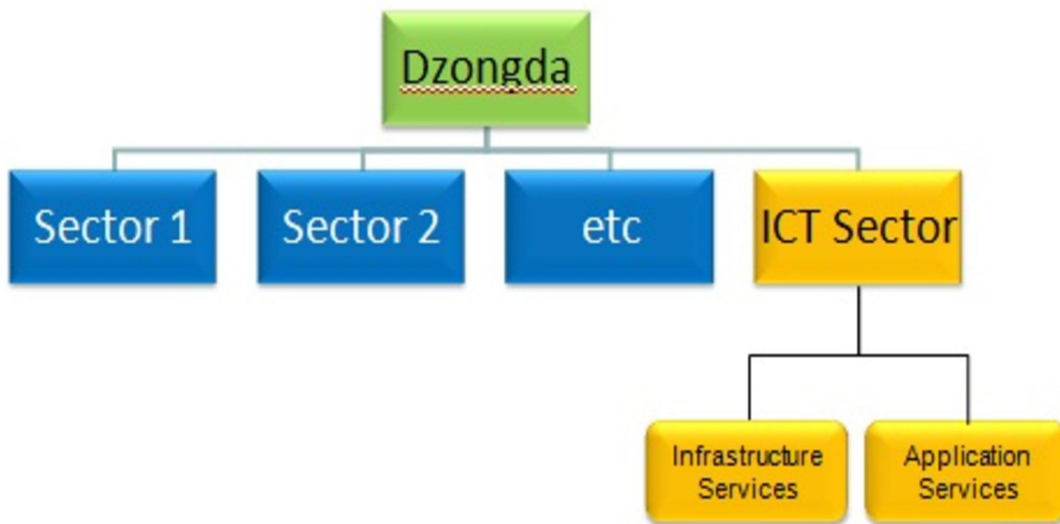 Dzongda
Sector 1
Sector 2
etc
ICT Sector
Infrastructure
Services
Application
Services